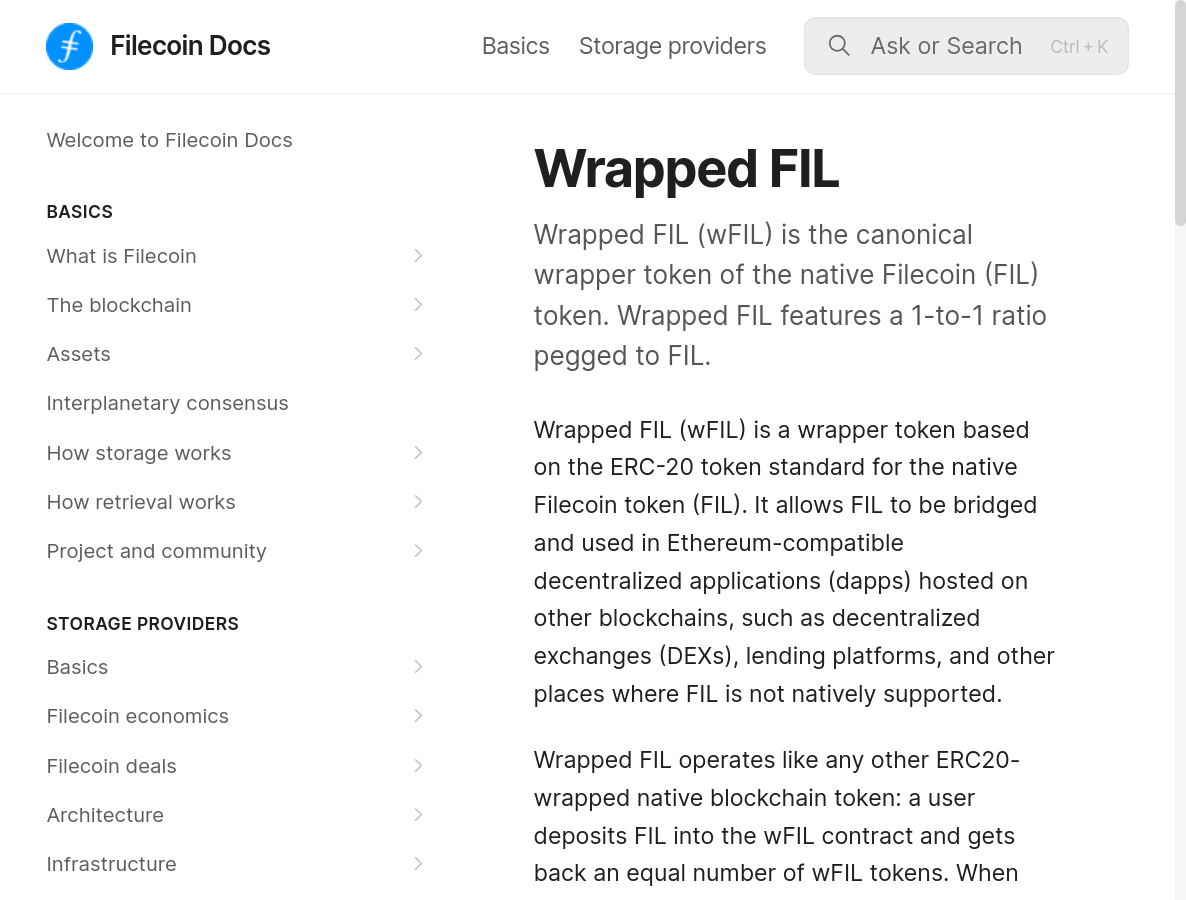 Filecoin Docs
Basics
Storage providers
Ask or Search
Ctrl + K
Welcome to Filecoin Docs
BASICS
What is Filecoin
The blockchain
Assets
Interplanetary consensus
How storage works
How retrieval works
Project and community
STORAGE PROVIDERS
Basics
Filecoin economics
Filecoin deals
Architecture
Infrastructure
Wrapped FIL
Wrapped FIL (wFIL) is the canonical
wrapper token of the native Filecoin (FIL)
token. Wrapped FIL features a 1-to-1 ratio
pegged to FIL.
Wrapped FIL (wFIL) is a wrapper token based
on the ERC-20 token standard for the native
Filecoin token (FIL). It allows FIL to be bridged
and used in Ethereum-compatible
decentralized applications (dapps) hosted on
other blockchains, such as decentralized
exchanges (DEXs), lending platforms, and other
places where FIL is not natively supported.
Wrapped FIL operates like any other ERC20-
wrapped native blockchain token: a user
deposits FIL into the wFIL contract and gets
back an equal number of wFIL tokens. When